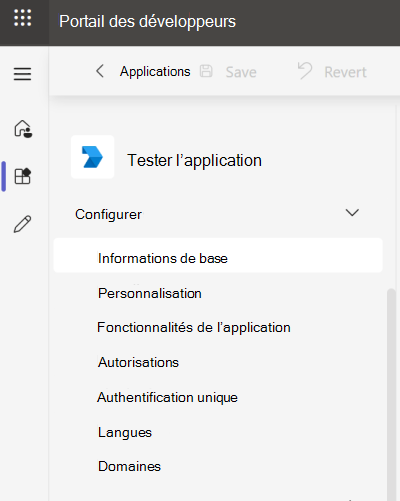 Portail des développeurs
Applications Save Revert
Tester l’application
Configurer
Informations de base
Personnalisation
Fonctionnalités de l’application
Autorisations
Authentification unique
Langues
Domaines